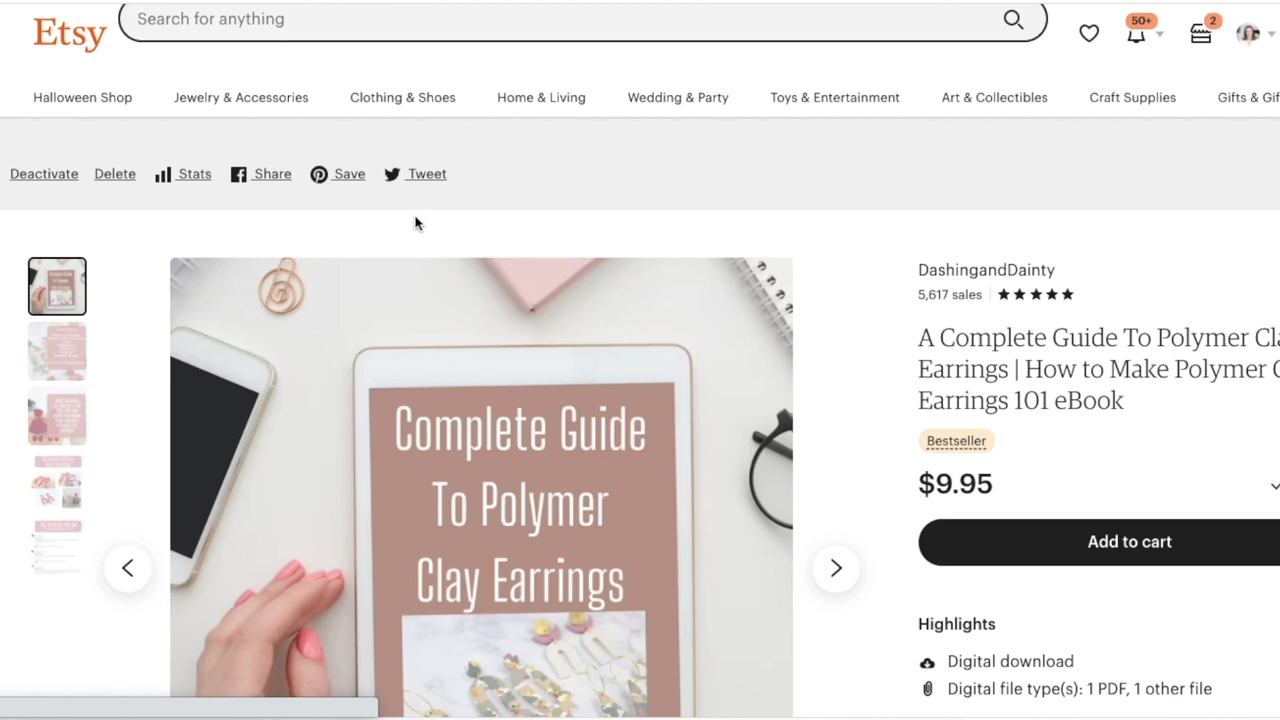 Etsy
Search for anything
50+
2
Halloween Shop
Jewelry & Accessories
Clothing & Shoes
Home & Living
Wedding & Party
Toys & Entertainment
Art & Collectibles
Craft Supplies
Gifts & Gif
Deactivate
Delete
Stats
Share
Save
Tweet
Complete Guide
To Polymer
Clay Earrings
DashingandDainty
5,617 sales
A Complete Guide To Polymer Cla
Earrings | How to Make Polymer C
Earrings 101 eBook
Bestseller
$9.95
Add to cart
Highlights
Digital download
Digital file type(s): 1 PDF, 1 other file